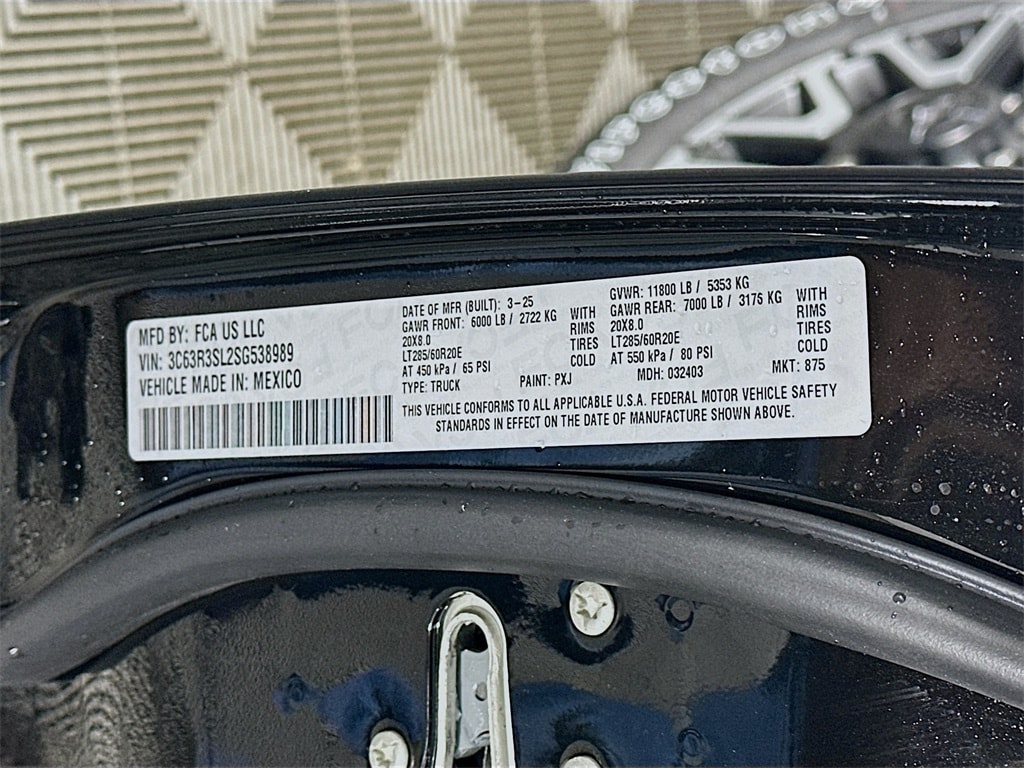 MFD BY: FCA US LLC
VIN: 3C63R3SL2SG538989
VEHICLE MADE IN: MEXICO
DATE OF MFR (BUILT): 3-25
GAWR FRONT: 6000 LB / 2722 KG WITH
20X8.0 RIMS
LT285/60R20E TIRES
AT 450 kPa / 65 PSI COLD
TYPE: TRUCK PAINT: PXJ
GVWR: 11800 LB / 5353 KG
GAWR REAR: 7000 LB / 3176 KG WITH
20X8.0 RIMS
LT285/60R20E TIRES
AT 550 kPa / 80 PSI COLD
MDH: 032403 MKT: 875
THIS VEHICLE CONFORMS TO ALL APPLICABLE U.S.A. FEDERAL MOTOR VEHICLE SAFETY
STANDARDS IN EFFECT ON THE DATE OF MANUFACTURE SHOWN ABOVE.